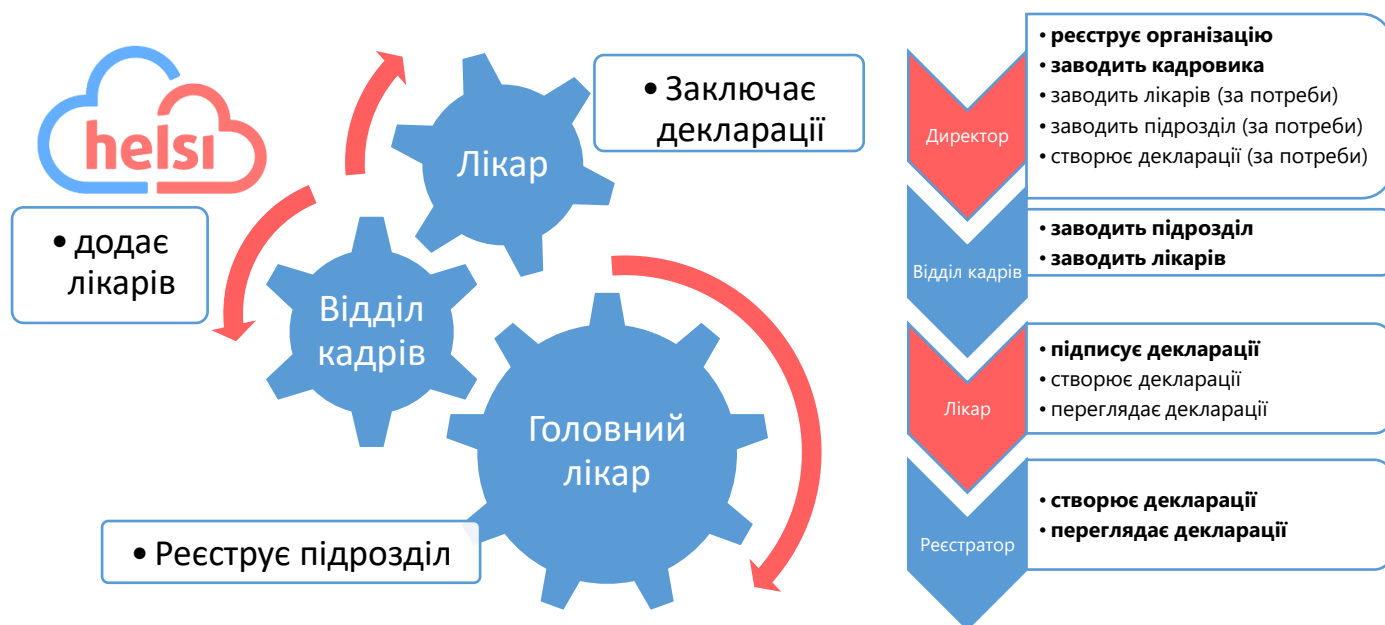 helsi
• Заключає
декларації
Лікар
• додає
лікарів
Відділ
кадрів
Головний
лікар
• Реєструє підрозділ
Директор
• реєструє організацію
• заводить кадровика
• заводить лікарів (за потреби)
• заводить підрозділ (за потреби)
• створює декларації (за потреби)
Відділ кадрів
• заводить підрозділ
• заводить лікарів
Лікар
• підписує декларації
• створює декларації
• переглядає декларації
Реєстратор
• створює декларації
• переглядає декларації